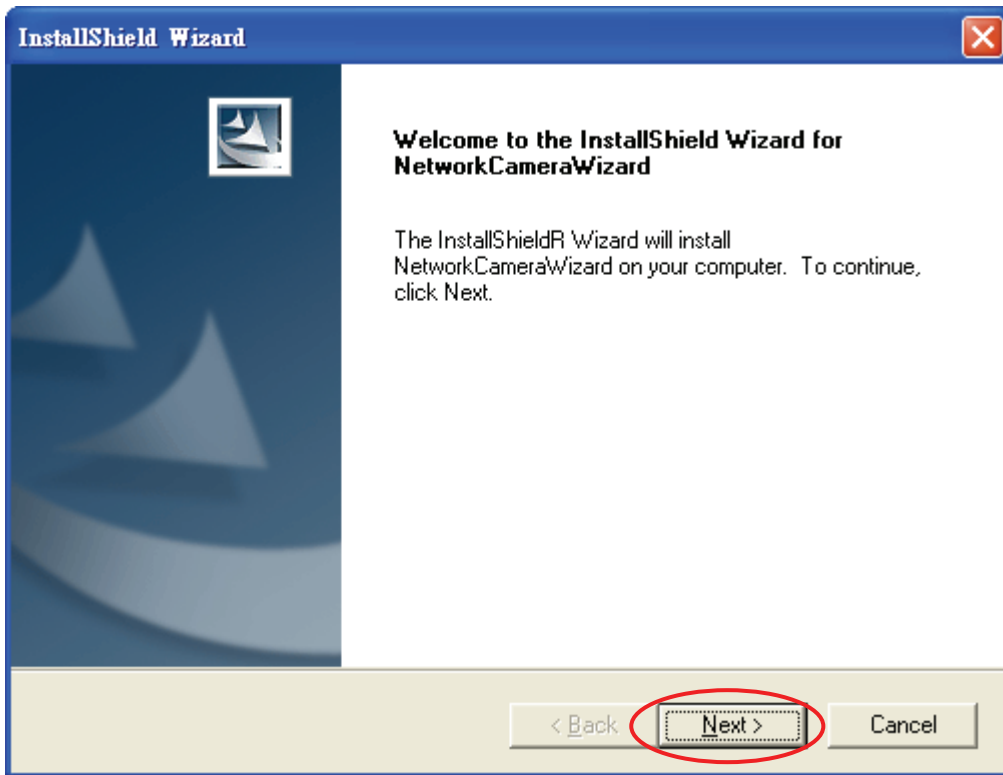 InstallShield Wizard
Welcome to the InstallShield Wizard for
NetworkCameraWizard
The InstallShieldR Wizard will install
NetworkCameraWizard on your computer.  To continue,
click Next.
< Back
Next >
Cancel